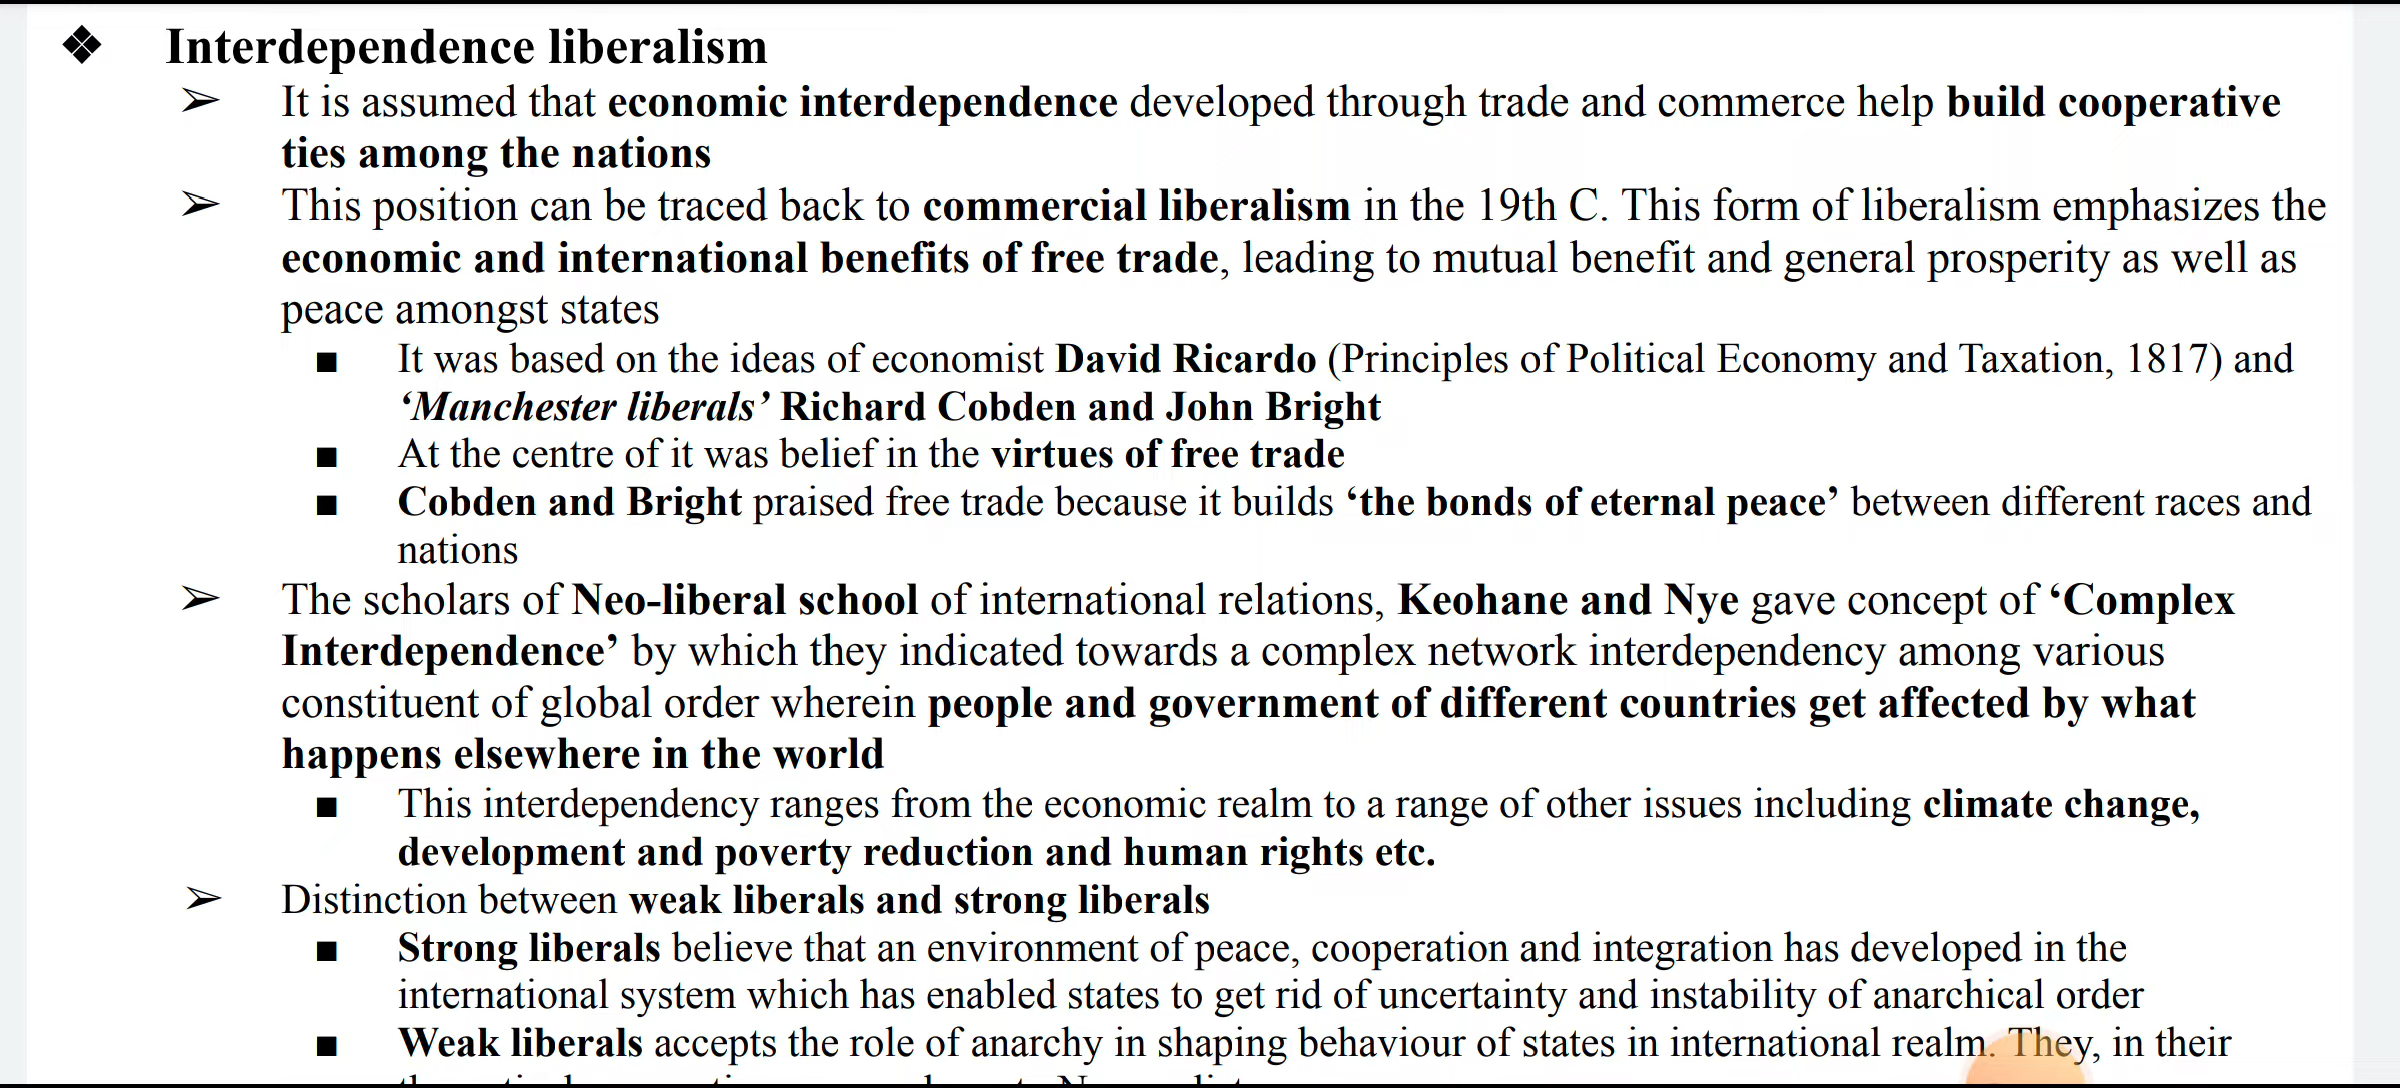 ❖ Interdependence liberalism
➢ It is assumed that economic interdependence developed through trade and commerce help build cooperative
ties among the nations
➢ This position can be traced back to commercial liberalism in the 19th C. This form of liberalism emphasizes the
economic and international benefits of free trade, leading to mutual benefit and general prosperity as well as
peace amongst states
■ It was based on the ideas of economist David Ricardo (Principles of Political Economy and Taxation, 1817) and
‘Manchester liberals’ Richard Cobden and John Bright
■ At the centre of it was belief in the virtues of free trade
■ Cobden and Bright praised free trade because it builds ‘the bonds of eternal peace’ between different races and
nations
➢ The scholars of Neo-liberal school of international relations, Keohane and Nye gave concept of ‘Complex
Interdependence’ by which they indicated towards a complex network interdependency among various
constituent of global order wherein people and government of different countries get affected by what
happens elsewhere in the world
■ This interdependency ranges from the economic realm to a range of other issues including climate change,
development and poverty reduction and human rights etc.
➢ Distinction between weak liberals and strong liberals
■ Strong liberals believe that an environment of peace, cooperation and integration has developed in the
international system which has enabled states to get rid of uncertainty and instability of anarchical order
■ Weak liberals accepts the role of anarchy in shaping behaviour of states in international realm. They, in their